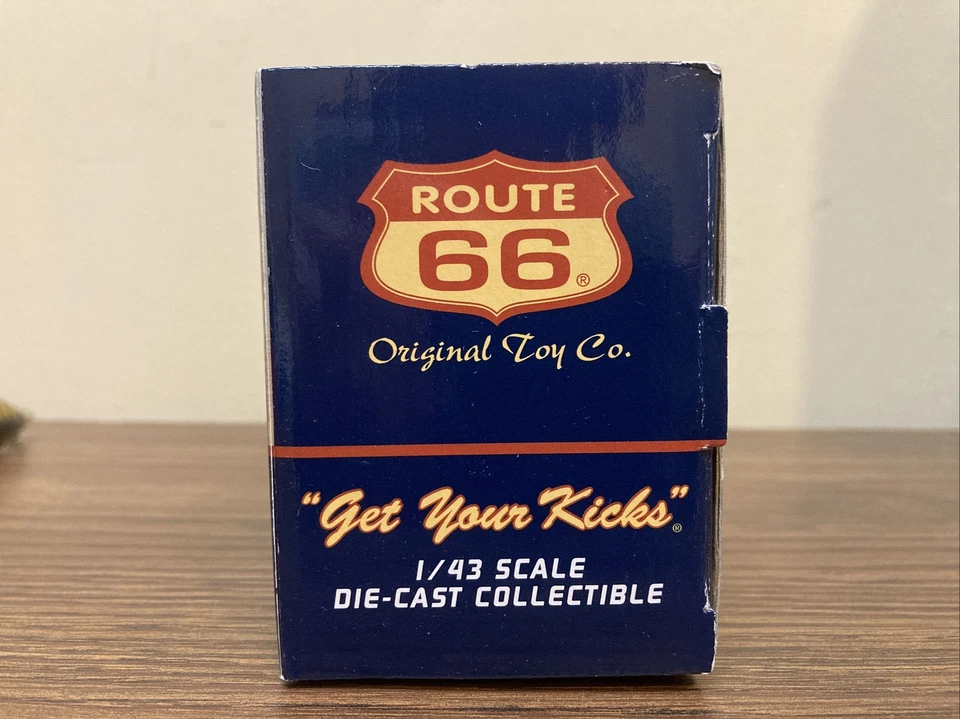 ROUTE
66®
Original Toy Co.
"Get Your Kicks"®
1/43 SCALE
DIE-CAST COLLECTIBLE